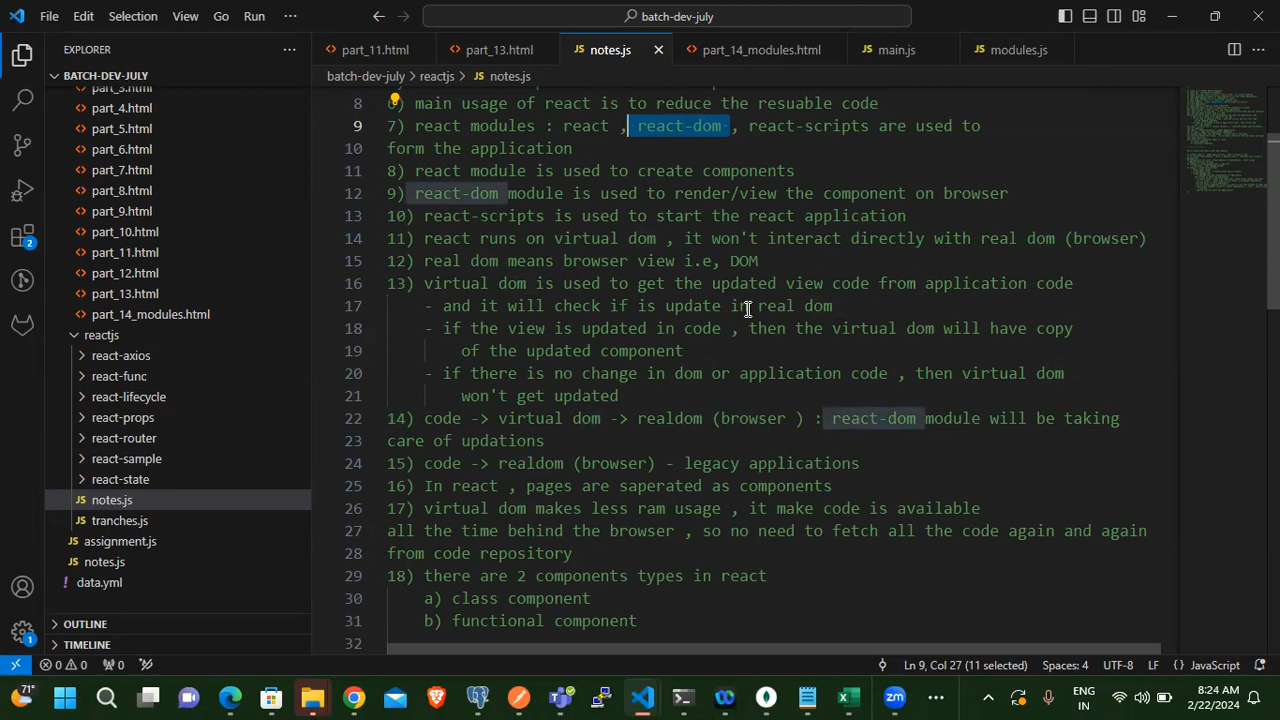 File Edit Selection View Go Run ··· batch-dev-july
EXPLORER ···
part_11.html part_13.html JS notes.js part_14_modules.html JS main.js JS modules.js ···
BATCH-DEV-JULY
batch-dev-july > reactjs > JS notes.js
part_3.html
part_4.html
part_5.html
part_6.html
part_7.html
part_8.html
part_9.html
part_10.html
part_11.html
part_12.html
part_13.html
part_14_modules.html
reactjs
react-axios
react-func
react-lifecycle
react-props
react-router
react-sample
react-state
JS notes.js
JS tranches.js
JS assignment.js
JS notes.js
data.yml
OUTLINE
TIMELINE
2
1
8 6) main usage of react is to reduce the resuable code
9 7) react modules - react , react-dom , react-scripts are used to
10 form the application
11 8) react module is used to create components
12 9) react-dom module is used to render/view the component on browser
13 10) react-scripts is used to start the react application
14 11) react runs on virtual dom , it won't interact directly with real dom (browser)
15 12) real dom means browser view i.e, DOM
16 13) virtual dom is used to get the updated view code from application code
17 - and it will check if is update in real dom
18 - if the view is updated in code , then the virtual dom will have copy
19 of the updated component
20 - if there is no change in dom or application code , then virtual dom
21 won't get updated
22 14) code -> virtual dom -> realdom (browser ) : react-dom module will be taking
23 care of updations
24 15) code -> realdom (browser) - legacy applications
25 16) In react , pages are saperated as components
26 17) virtual dom makes less ram usage , it make code is available
27 all the time behind the browser , so no need to fetch all the code again and again
28 from code repository
29 18) there are 2 components types in react
30 a) class component
31 b) functional component
32
0 0 0 Ln 9, Col 27 (11 selected) Spaces: 4 UTF-8 LF JavaScript
71° zm ··· ENG IN 8:24 AM 2/22/2024